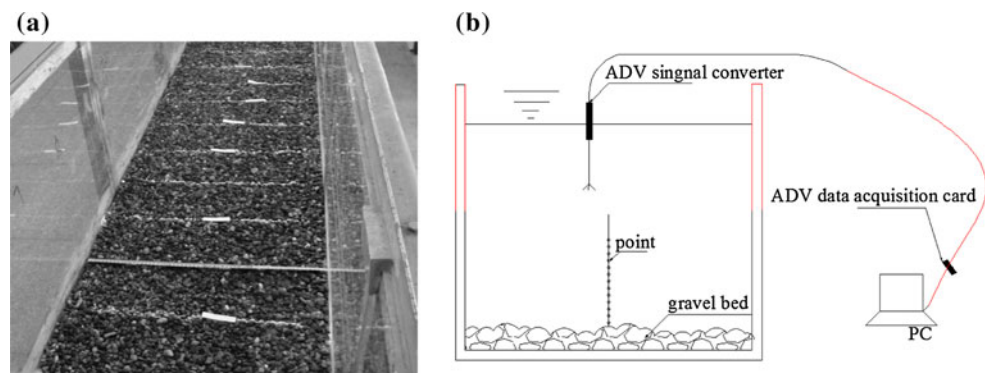 (a)
(b)
ADV singnal converter
ADV data acquisition card
point
gravel bed
PC